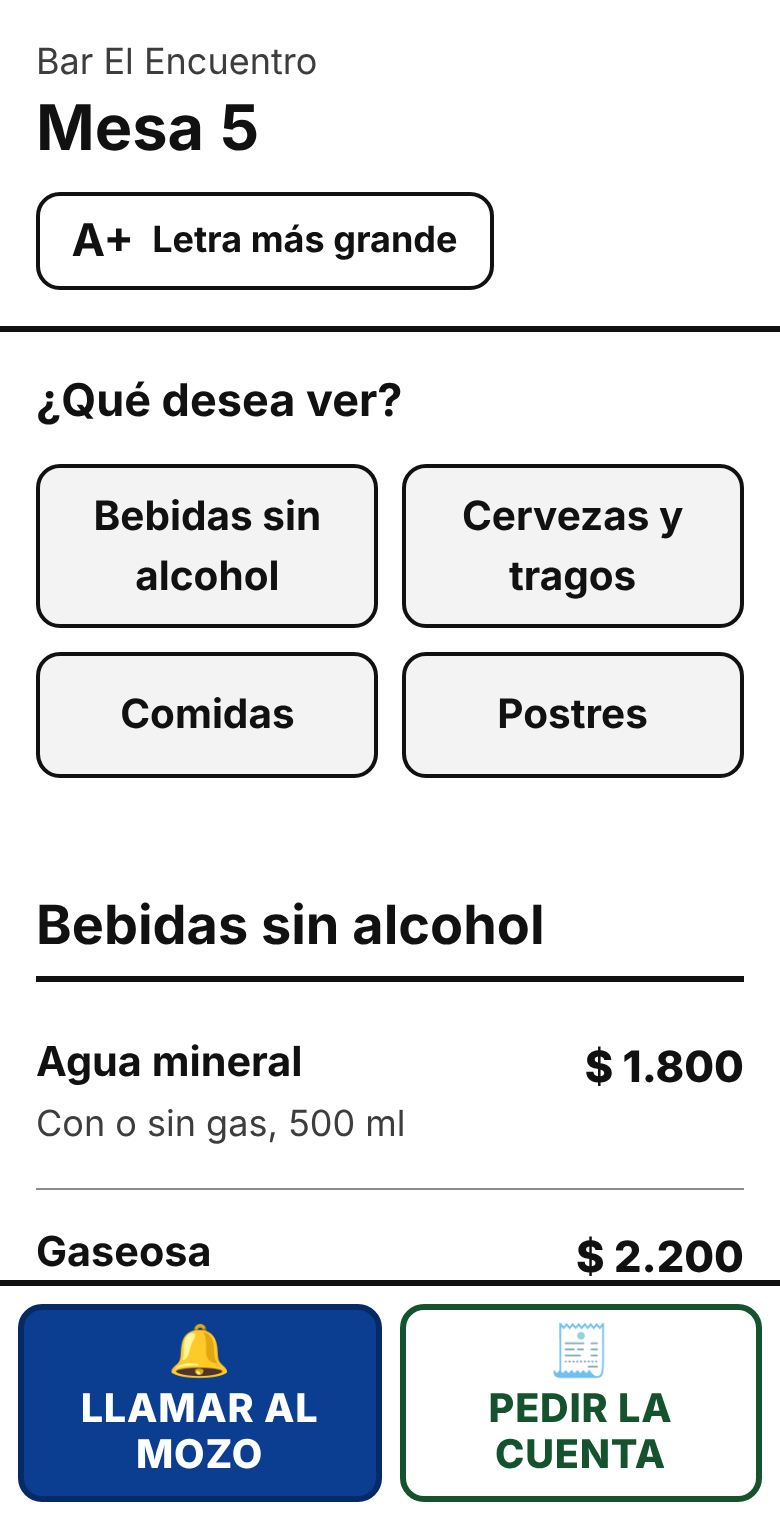 Bar El Encuentro
Mesa 5
A+ Letra más grande
¿Qué desea ver?
Bebidas sin
alcohol
Cervezas y
tragos
Comidas
Postres
Bebidas sin alcohol
Agua mineral
$ 1.800
Con o sin gas, 500 ml
Gaseosa
$ 2.200
LLAMAR AL
MOZO
PEDIR LA
CUENTA